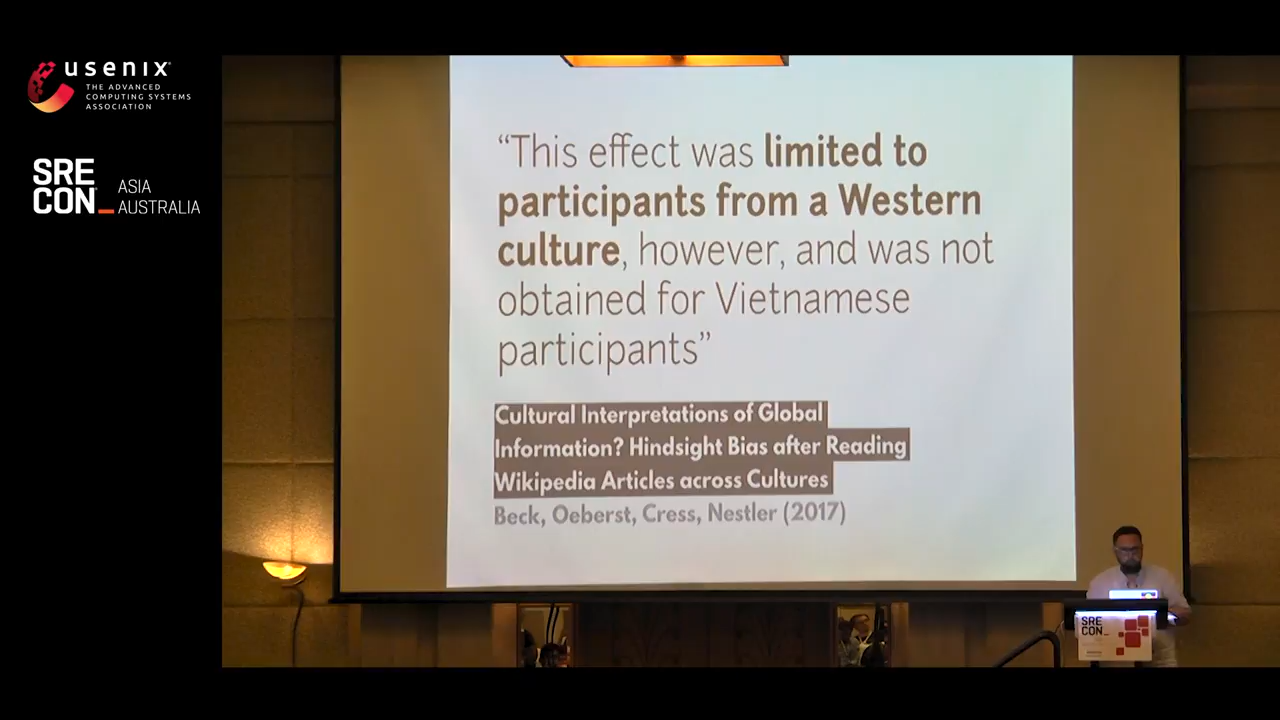 usenix
THE ADVANCED
COMPUTING SYSTEMS
ASSOCIATION
SRE
CON_ ASIA
AUSTRALIA
“This effect was limited to
participants from a Western
culture, however, and was not
obtained for Vietnamese
participants”
Cultural Interpretations of Global
Information? Hindsight Bias after Reading
Wikipedia Articles across Cultures
Beck, Oeberst, Cress, Nestler (2017)
SRE
CON_